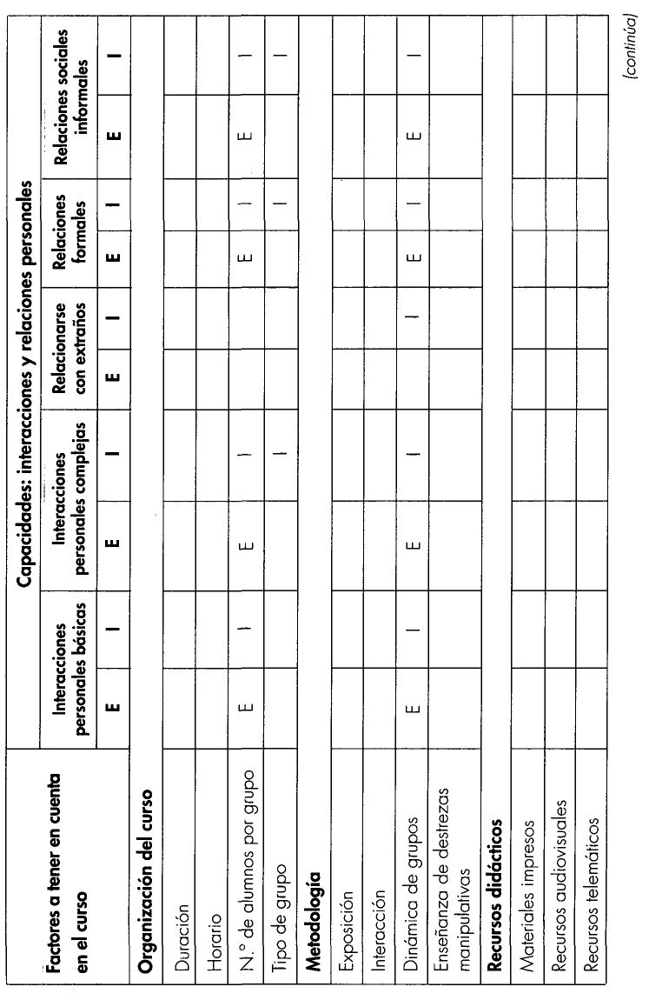 Capacidades: interacciones y relaciones personales
Factores a tener en cuenta
en el curso
Interacciones
personales básicas
Interacciones
personales complejas
Relacionarse
con extraños
Relaciones
formales
Relaciones sociales
informales
E I E I E I E I E I
Organización del curso
Duración
Horario
N.º de alumnos por grupo E I E I E I E I
Tipo de grupo I I I
Metodología
Exposición
Interacción
Dinámica de grupos E I E I I E I E I
Enseñanza de destrezas
manipulativas
Recursos didácticos
Materiales impresos
Recursos audiovisuales
Recursos telemáticos
(continúa)